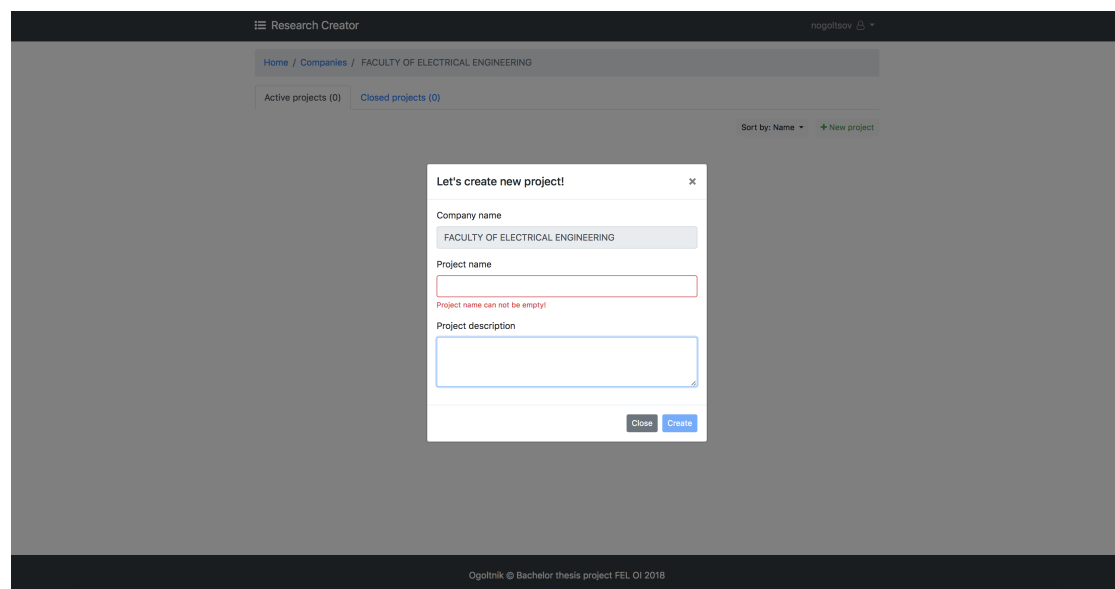 Research Creator
nogoltsov
Home / Companies / FACULTY OF ELECTRICAL ENGINEERING
Active projects (0) Closed projects (0)
Sort by: Name + New project
Let's create new project! ×
Company name
FACULTY OF ELECTRICAL ENGINEERING
Project name
Project name can not be empty!
Project description
Close Create
Ogoltnik © Bachelor thesis project FEL OI 2018